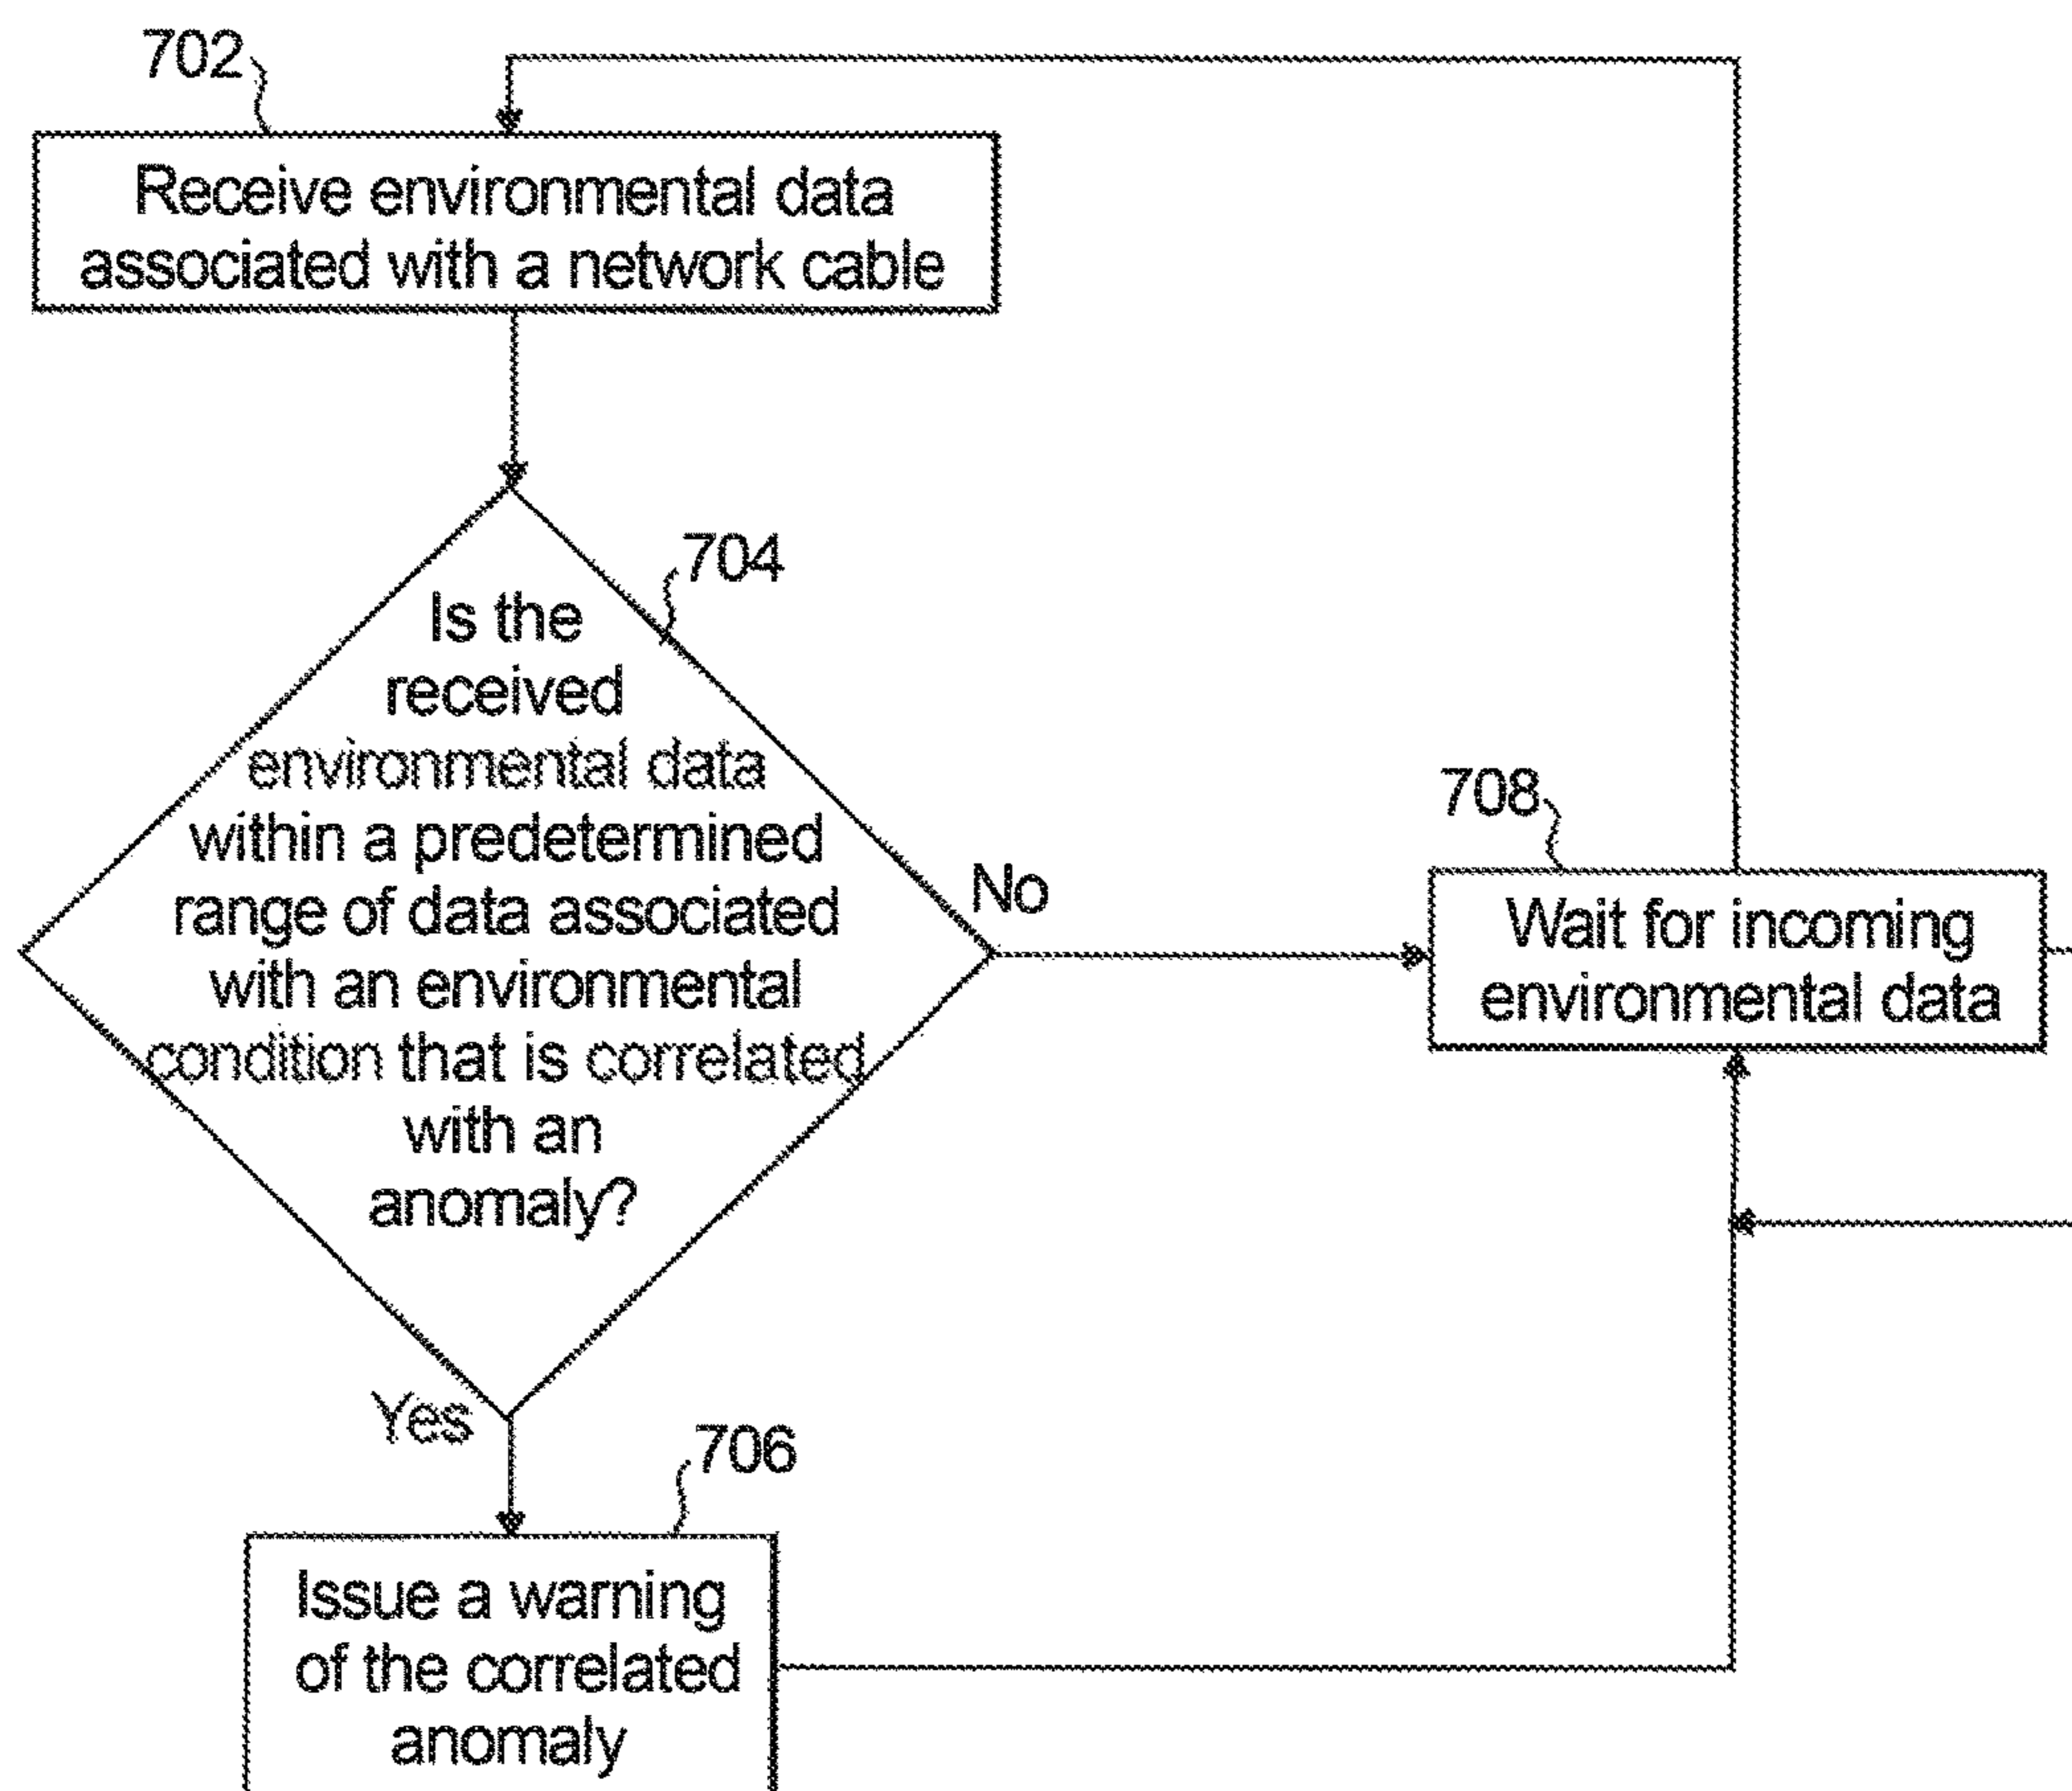 702
Receive environmental data
associated with a network cable
704
Is the
received
environmental data
within a predetermined
range of data associated
with an environmental
condition that is correlated
with an
anomaly?
No
708
Wait for incoming
environmental data
Yes
706
Issue a warning
of the correlated
anomaly